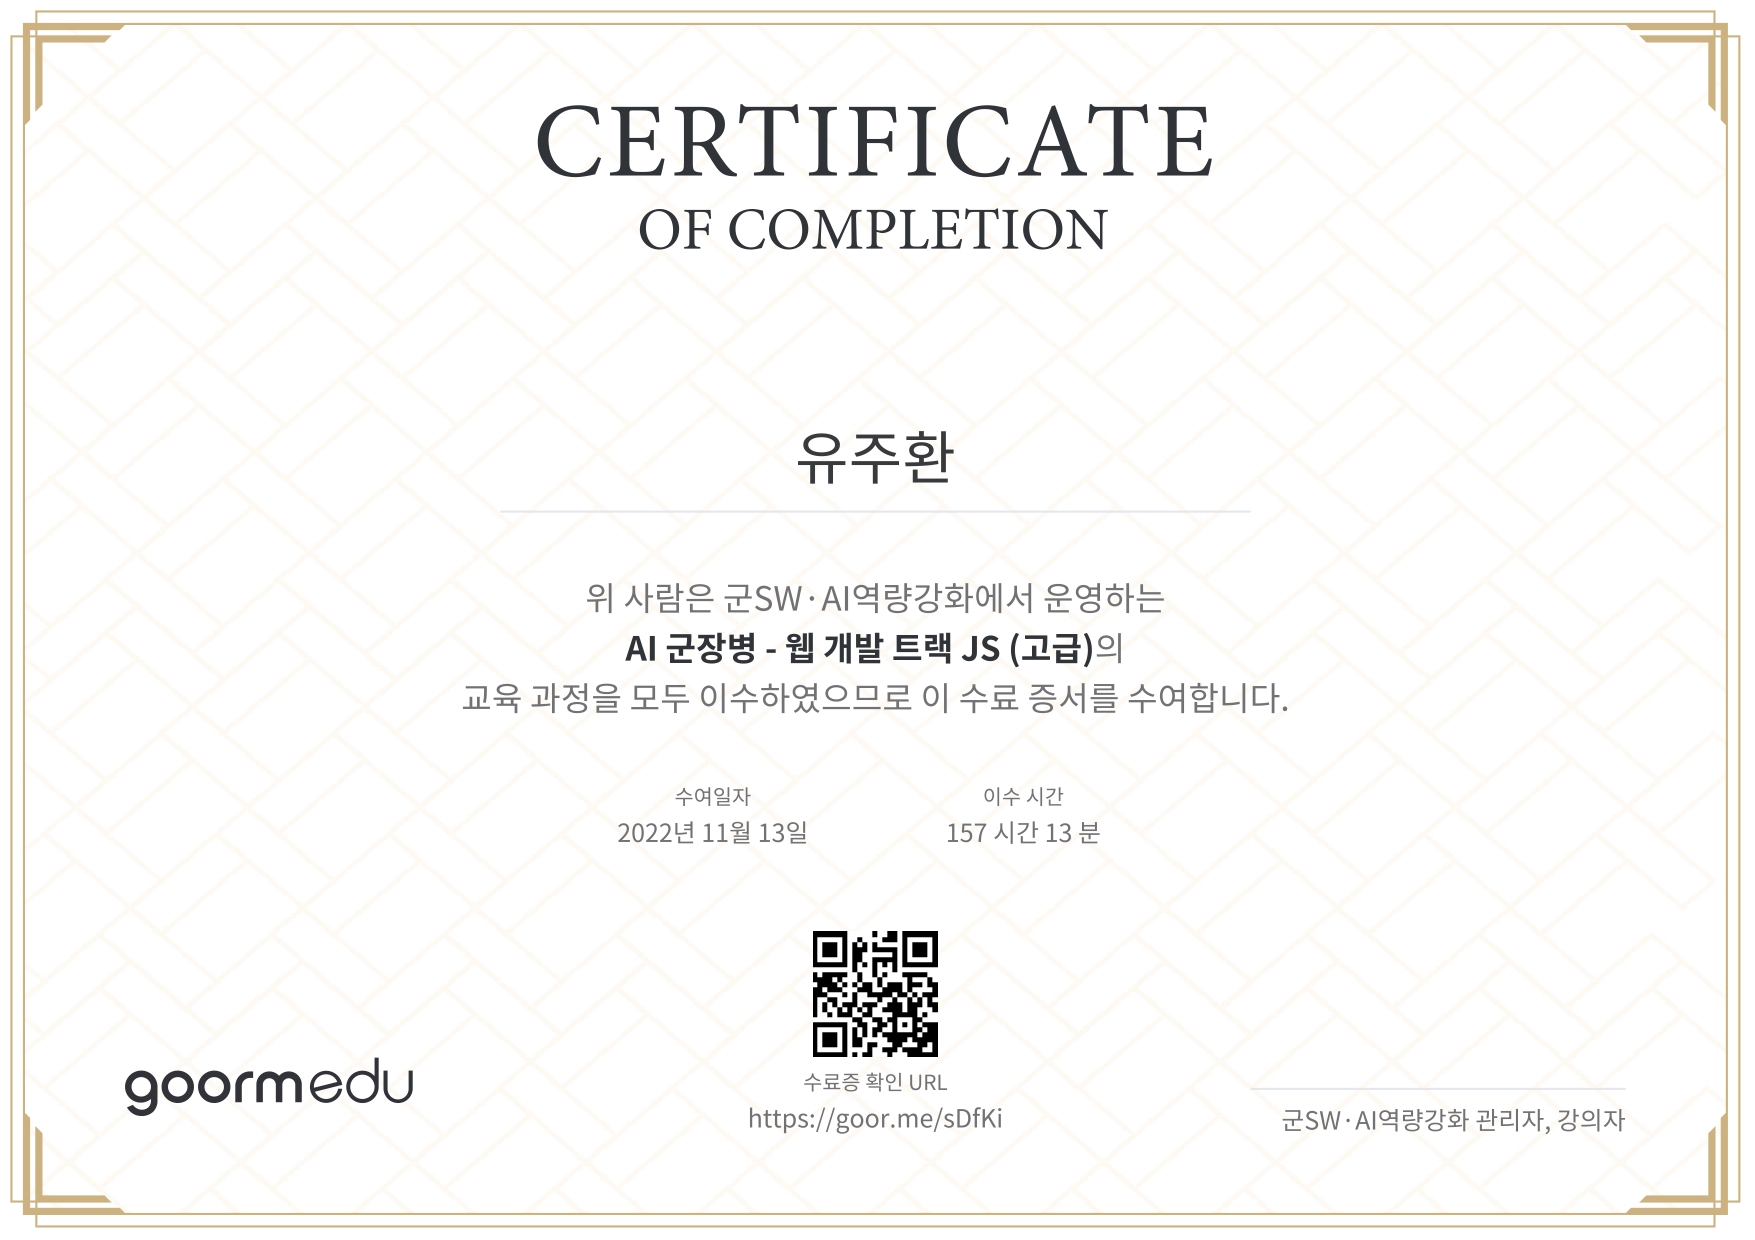 CERTIFICATE
OF COMPLETION
유주환
위 사람은 군SW·AI역량강화에서 운영하는
AI 군장병 - 웹 개발 트랙 JS (고급)의
교육 과정을 모두 이수하였으므로 이 수료 증서를 수여합니다.
수여일자
2022년 11월 13일
이수 시간
157 시간 13 분
goormedu
수료증 확인 URL
https://goor.me/sDfKi
군SW·AI역량강화 관리자, 강의자